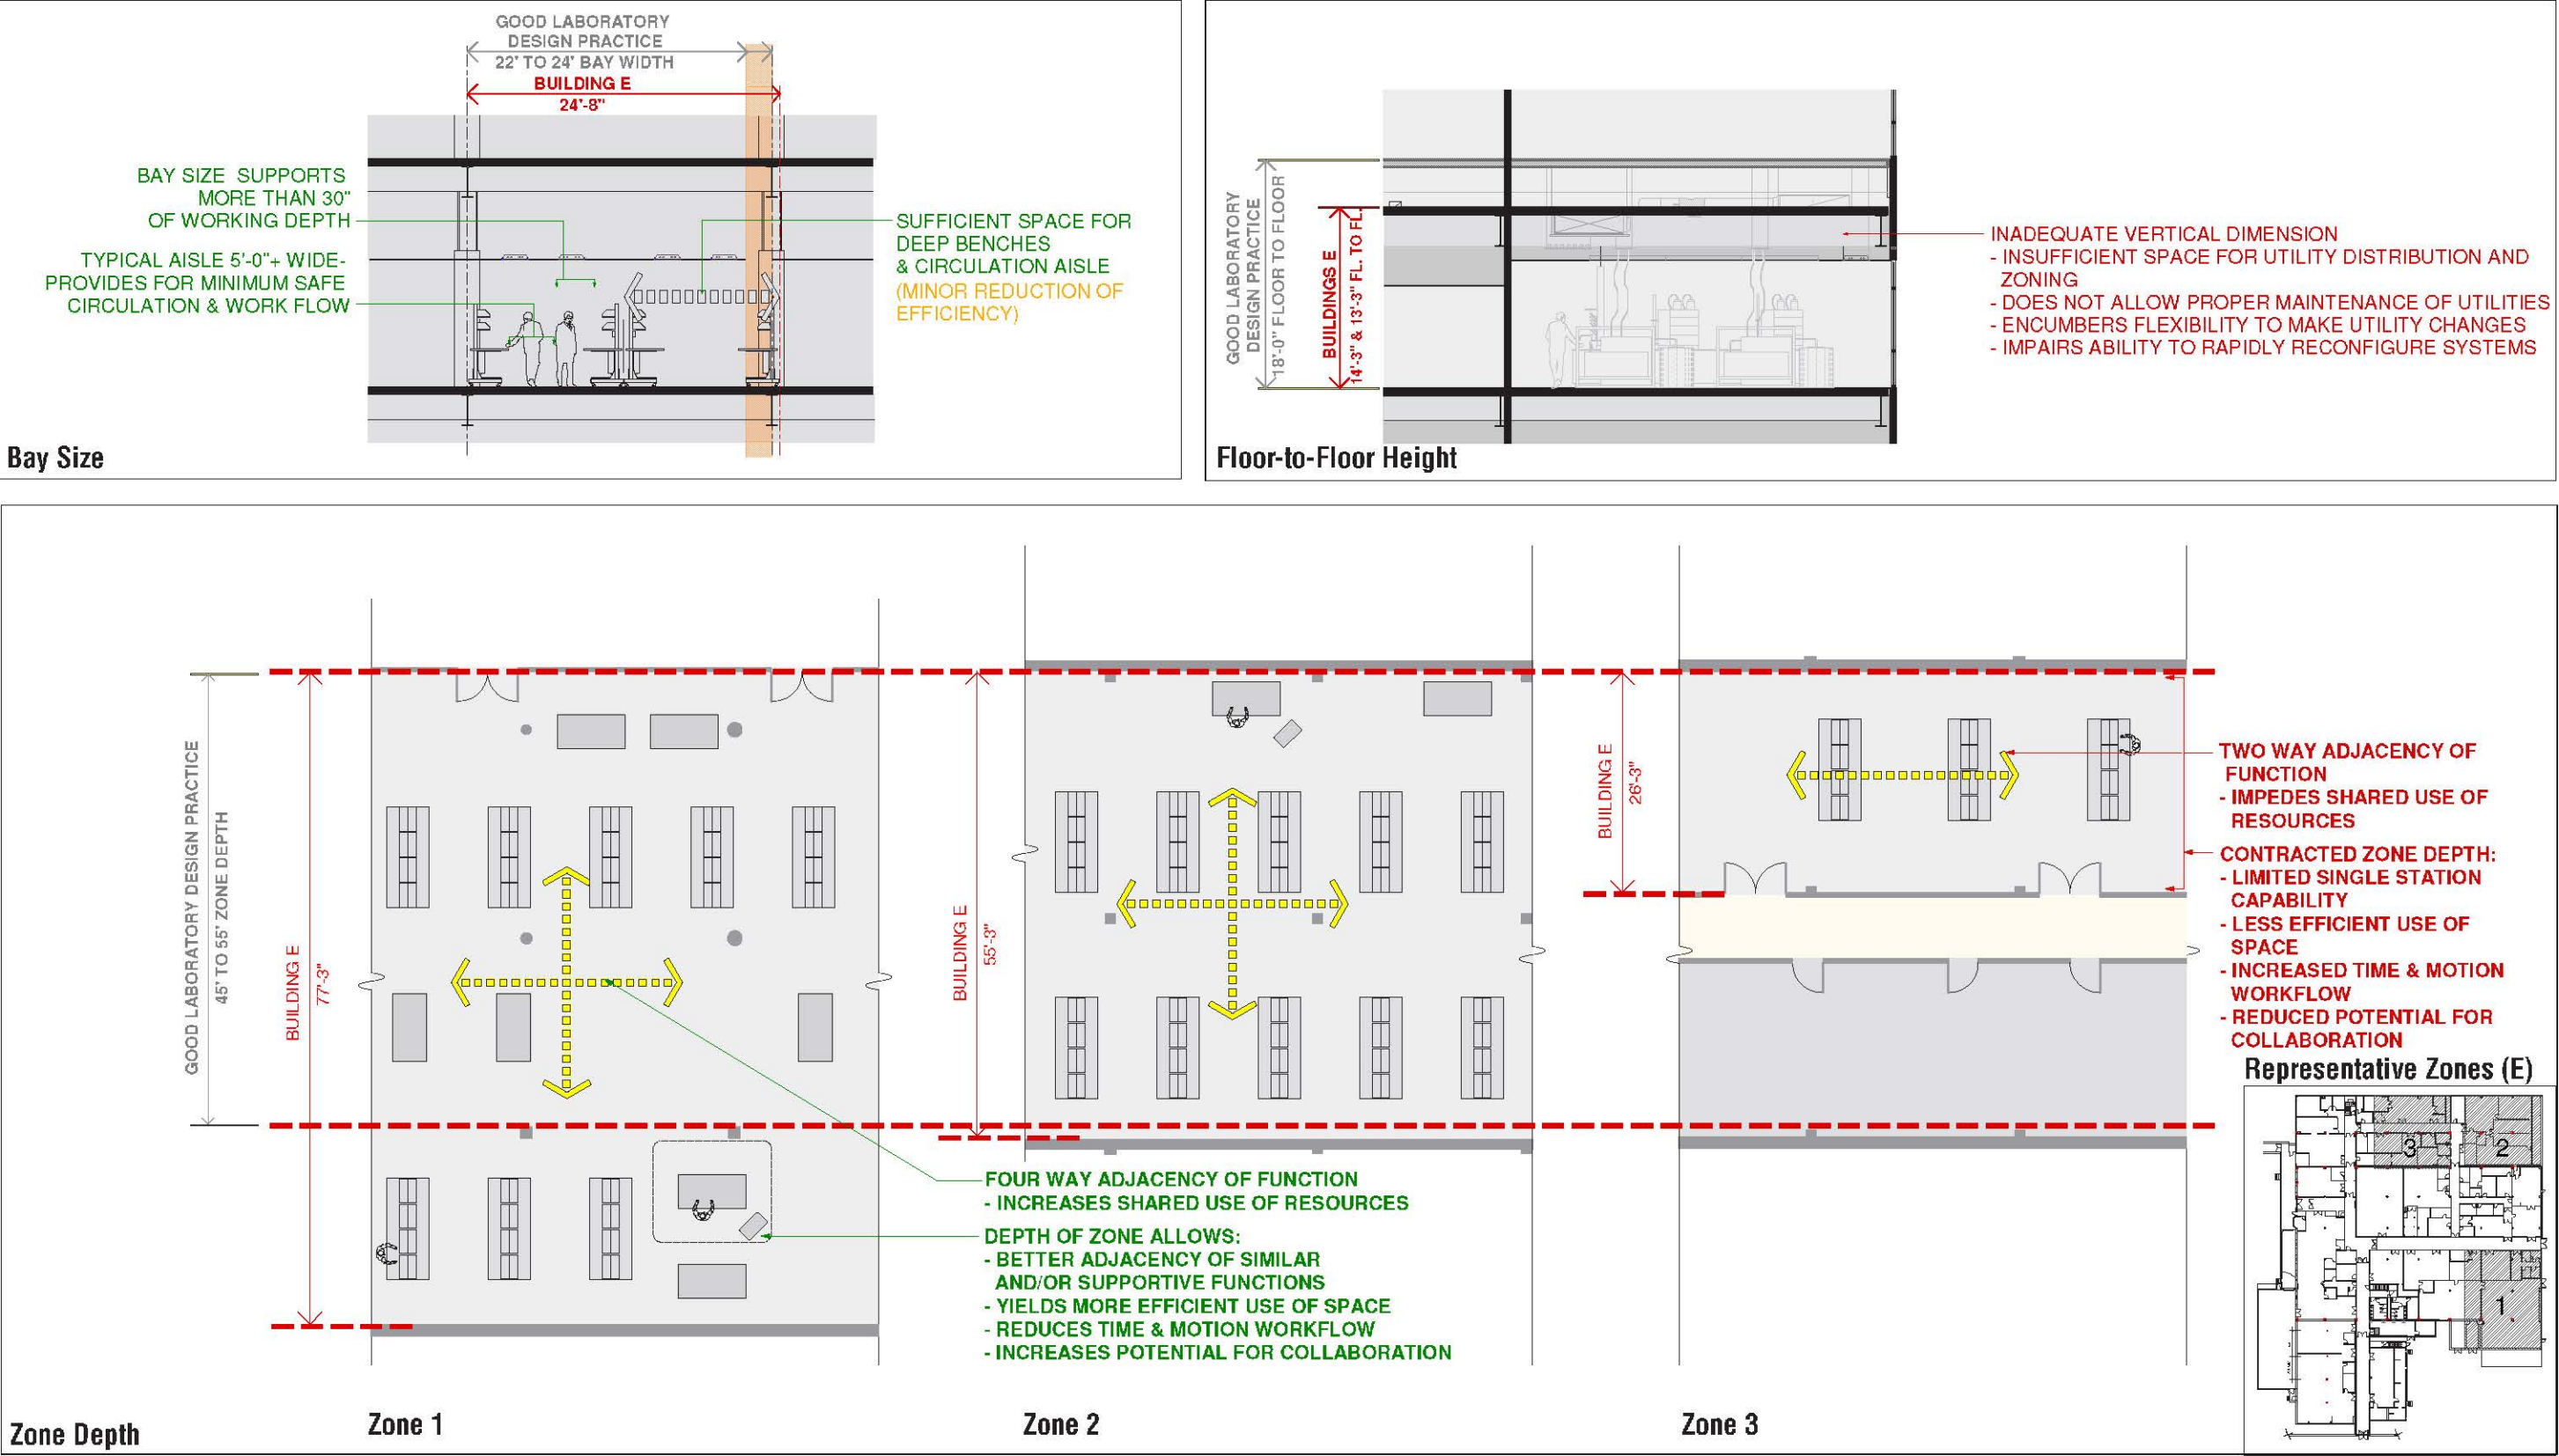 GOOD LABORATORY
DESIGN PRACTICE
22' TO 24' BAY WIDTH
BUILDING E
24'-8"
BAY SIZE SUPPORTS
MORE THAN 30"
OF WORKING DEPTH
TYPICAL AISLE 5'-0"+ WIDE-
PROVIDES FOR MINIMUM SAFE
CIRCULATION & WORK FLOW
SUFFICIENT SPACE FOR
DEEP BENCHES
& CIRCULATION AISLE
(MINOR REDUCTION OF
EFFICIENCY)
Bay Size
GOOD LABORATORY
DESIGN PRACTICE
18'-0" FLOOR TO FLOOR
BUILDINGS E
14'-3" & 13'-3" FL. TO FL.
INADEQUATE VERTICAL DIMENSION
- INSUFFICIENT SPACE FOR UTILITY DISTRIBUTION AND
ZONING
- DOES NOT ALLOW PROPER MAINTENANCE OF UTILITIES
- ENCUMBERS FLEXIBILITY TO MAKE UTILITY CHANGES
- IMPAIRS ABILITY TO RAPIDLY RECONFIGURE SYSTEMS
Floor-to-Floor Height
GOOD LABORATORY DESIGN PRACTICE
45' TO 55' ZONE DEPTH
BUILDING E
77'-3"
BUILDING E
55'-3"
BUILDING E
26'-3"
TWO WAY ADJACENCY OF
FUNCTION
- IMPEDES SHARED USE OF
RESOURCES
CONTRACTED ZONE DEPTH:
- LIMITED SINGLE STATION
CAPABILITY
- LESS EFFICIENT USE OF
SPACE
- INCREASED TIME & MOTION
WORKFLOW
- REDUCED POTENTIAL FOR
COLLABORATION
FOUR WAY ADJACENCY OF FUNCTION
- INCREASES SHARED USE OF RESOURCES
DEPTH OF ZONE ALLOWS:
- BETTER ADJACENCY OF SIMILAR
AND/OR SUPPORTIVE FUNCTIONS
- YIELDS MORE EFFICIENT USE OF SPACE
- REDUCES TIME & MOTION WORKFLOW
- INCREASES POTENTIAL FOR COLLABORATION
Representative Zones (E)
3
2
1
Zone Depth
Zone 1
Zone 2
Zone 3